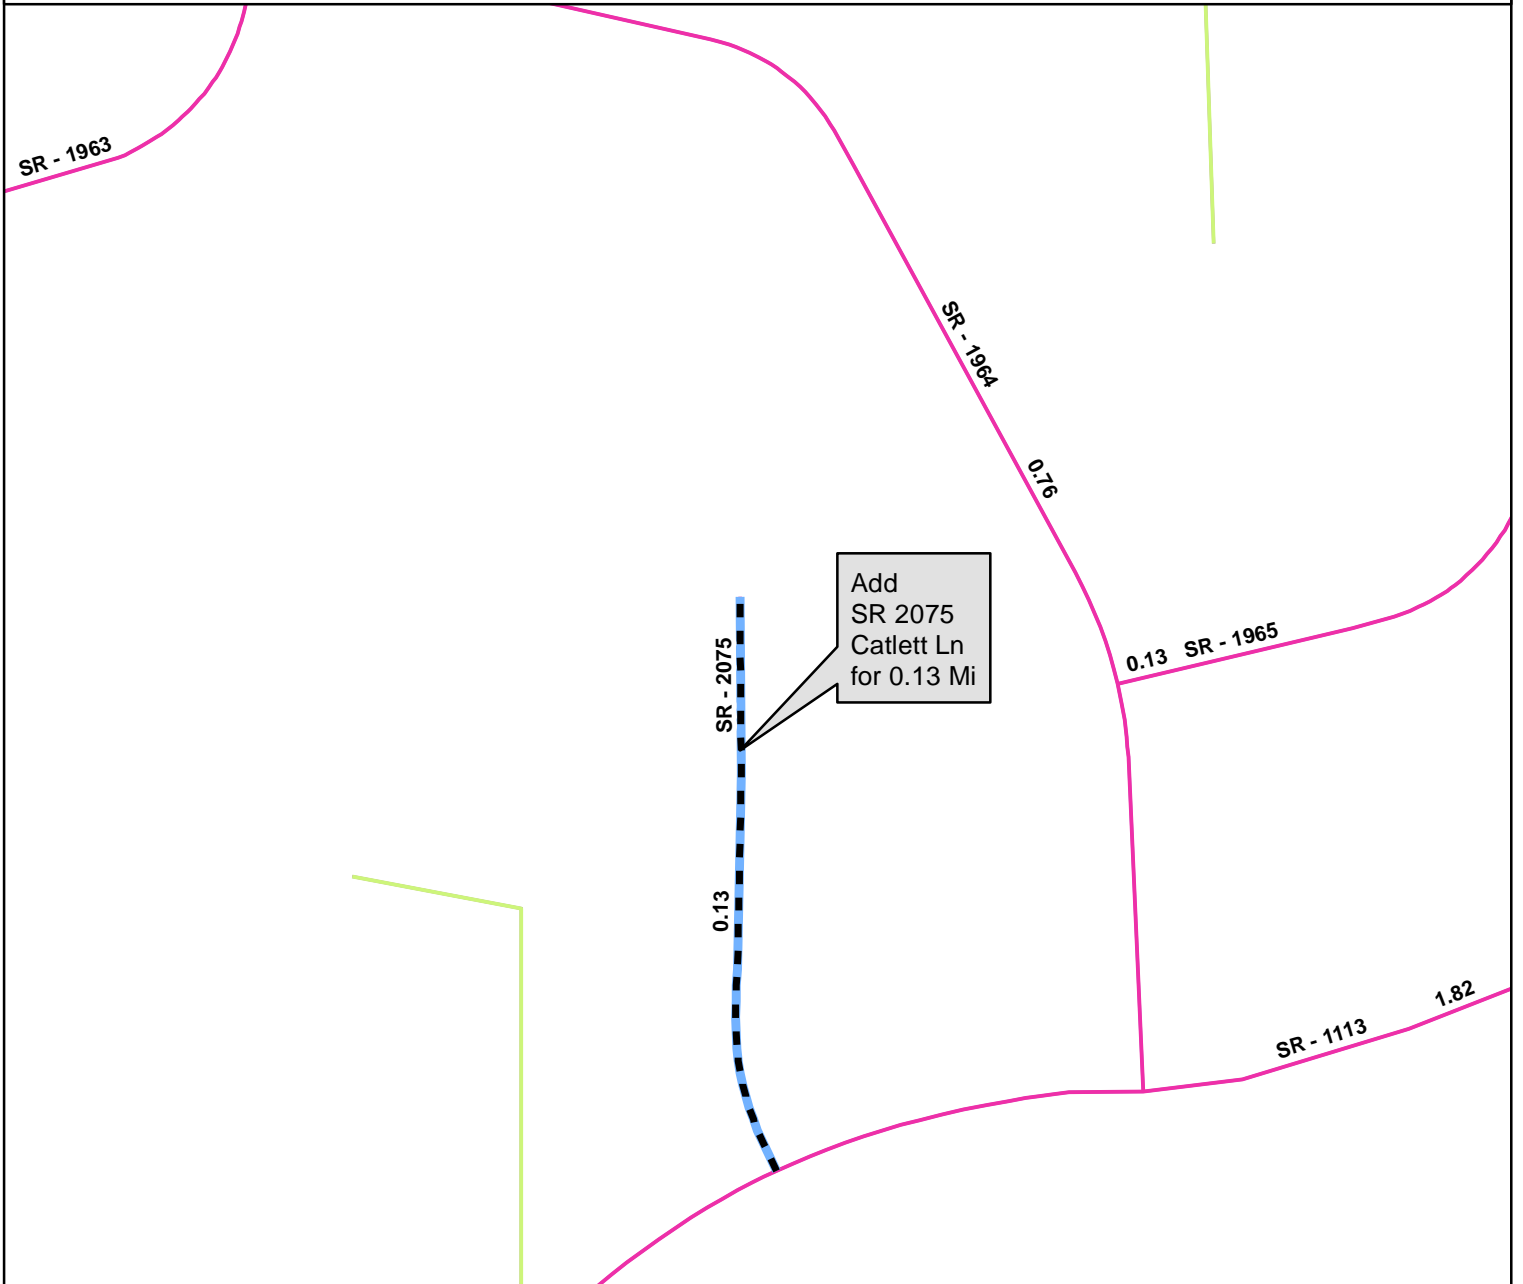 SR - 1963
SR - 1964
0.76
Add
SR 2075
Catlett Ln
for 0.13 Mi
SR - 2075
0.13 SR - 1965
0.13
1.82
SR - 1113